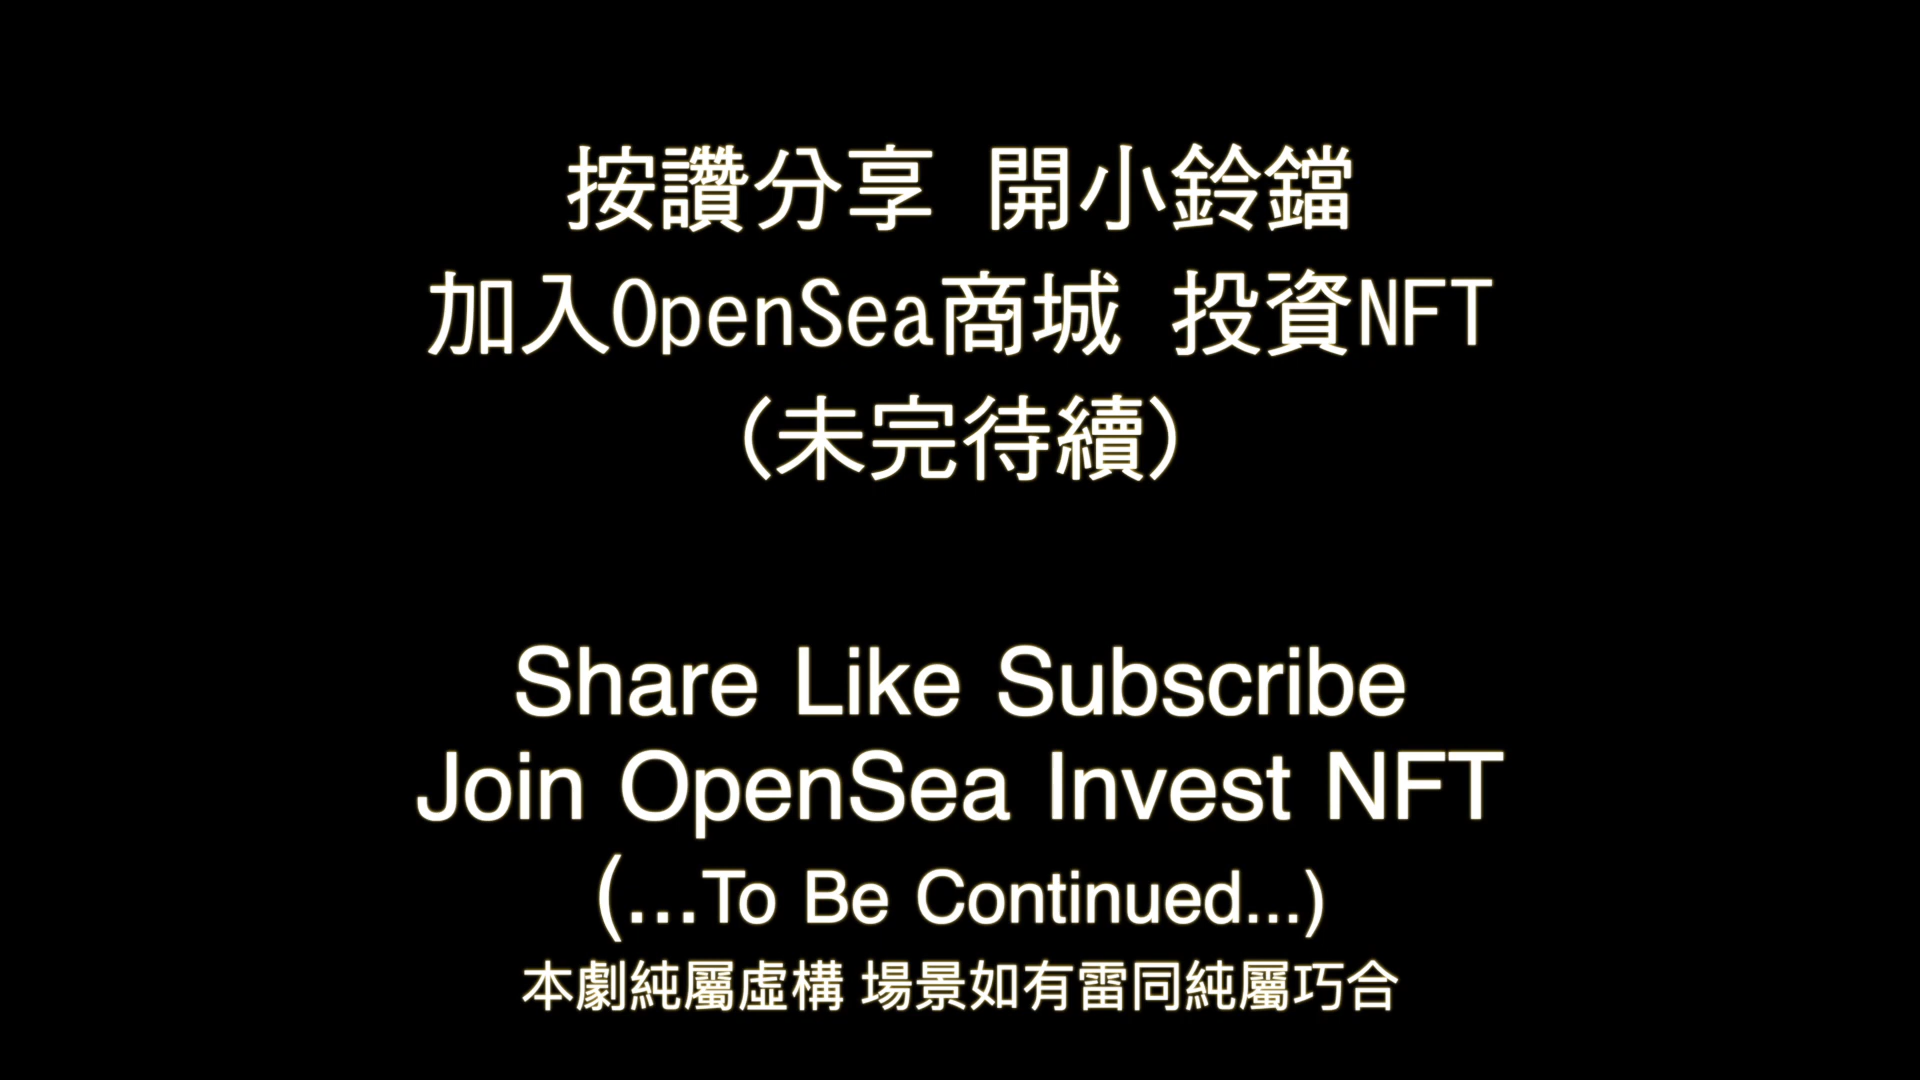 按讚分享 開小鈴鐺
加入OpenSea商城 投資NFT
(未完待續)
Share Like Subscribe
Join OpenSea Invest NFT
(...To Be Continued...)
本劇純屬虛構 場景如有雷同純屬巧合